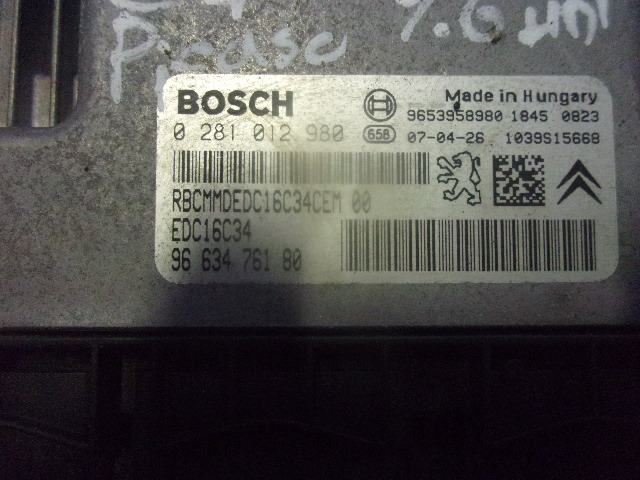 C4
Picasso 1.6 HDI
BOSCH
Made in Hungary
9653958980 1845 0823
0 281 012 980
658 07-04-26 1039S15668
RBCMMDEDC16C34CEM 00
EDC16C34
96 634 761 80